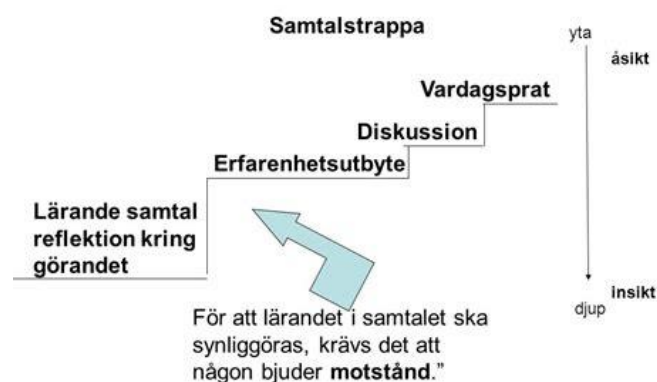 Samtalstrappa
yta
åsikt
Vardagsprat
Diskussion
Erfarenhetsutbyte
Lärande samtal
reflektion kring
görandet
insikt
djup
För att lärandet i samtalet ska
synliggöras, krävs det att
någon bjuder motstånd.”